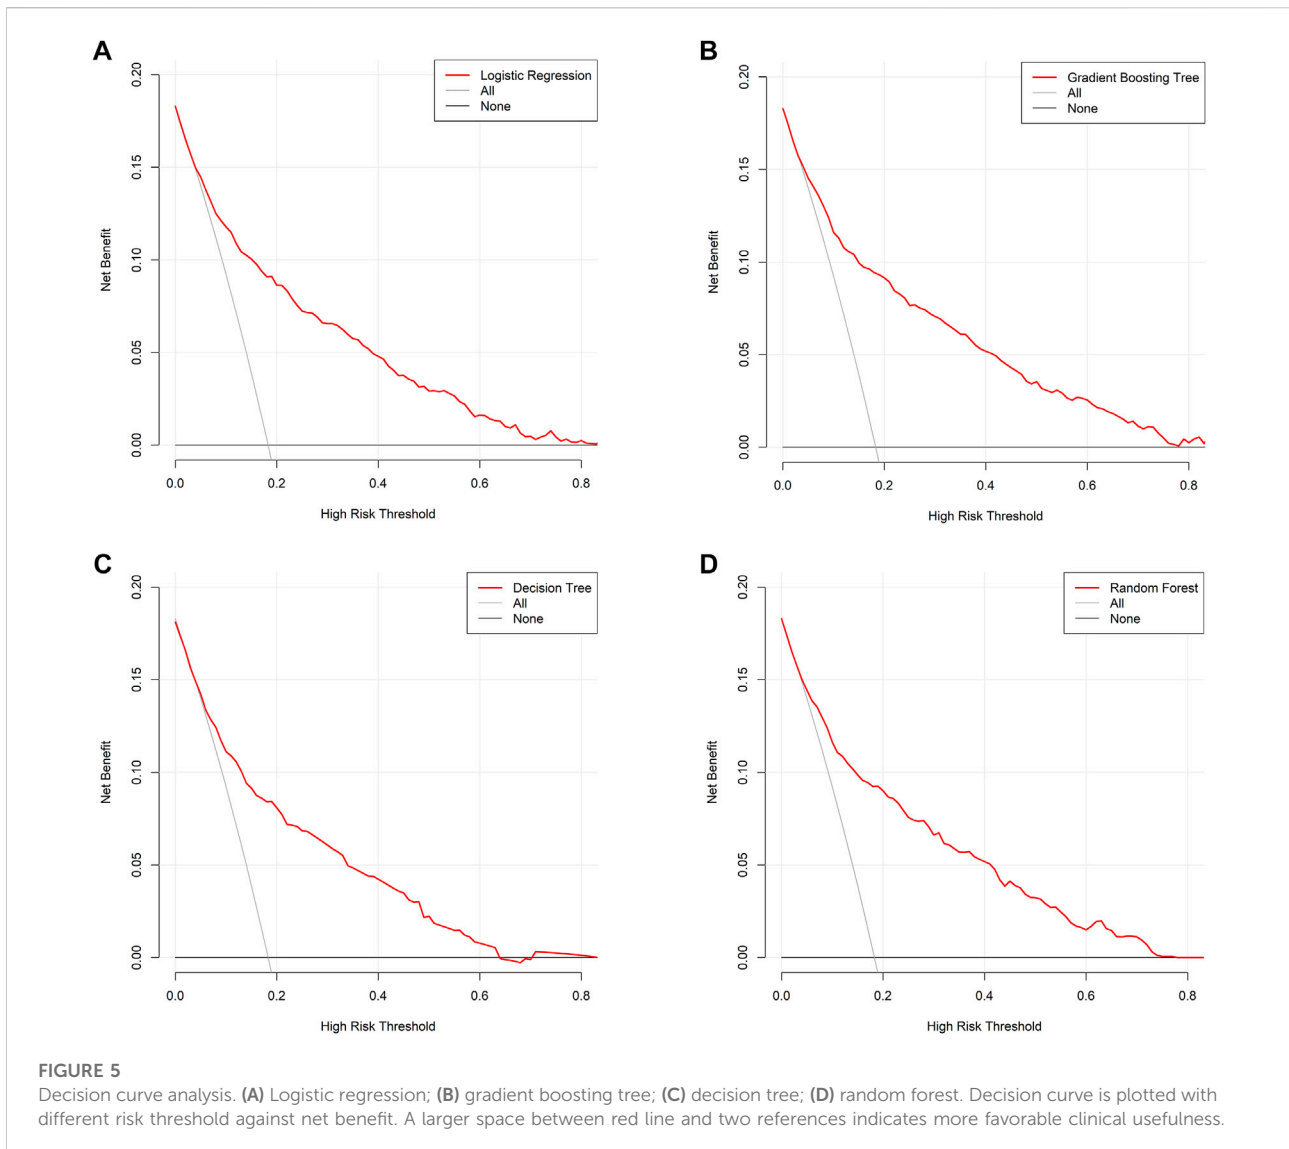 A
Logistic Regression
All
None
0.20
0.15
0.10
0.05
0.00
Net Benefit
0.0 0.2 0.4 0.6 0.8
High Risk Threshold
B
Gradient Boosting Tree
All
None
0.20
0.15
0.10
0.05
0.00
Net Benefit
0.0 0.2 0.4 0.6 0.8
High Risk Threshold
C
Decision Tree
All
None
0.20
0.15
0.10
0.05
0.00
Net Benefit
0.0 0.2 0.4 0.6 0.8
High Risk Threshold
D
Random Forest
All
None
0.20
0.15
0.10
0.05
0.00
Net Benefit
0.0 0.2 0.4 0.6 0.8
High Risk Threshold
FIGURE 5
Decision curve analysis. (A) Logistic regression; (B) gradient boosting tree; (C) decision tree; (D) random forest. Decision curve is plotted with
different risk threshold against net benefit. A larger space between red line and two references indicates more favorable clinical usefulness.